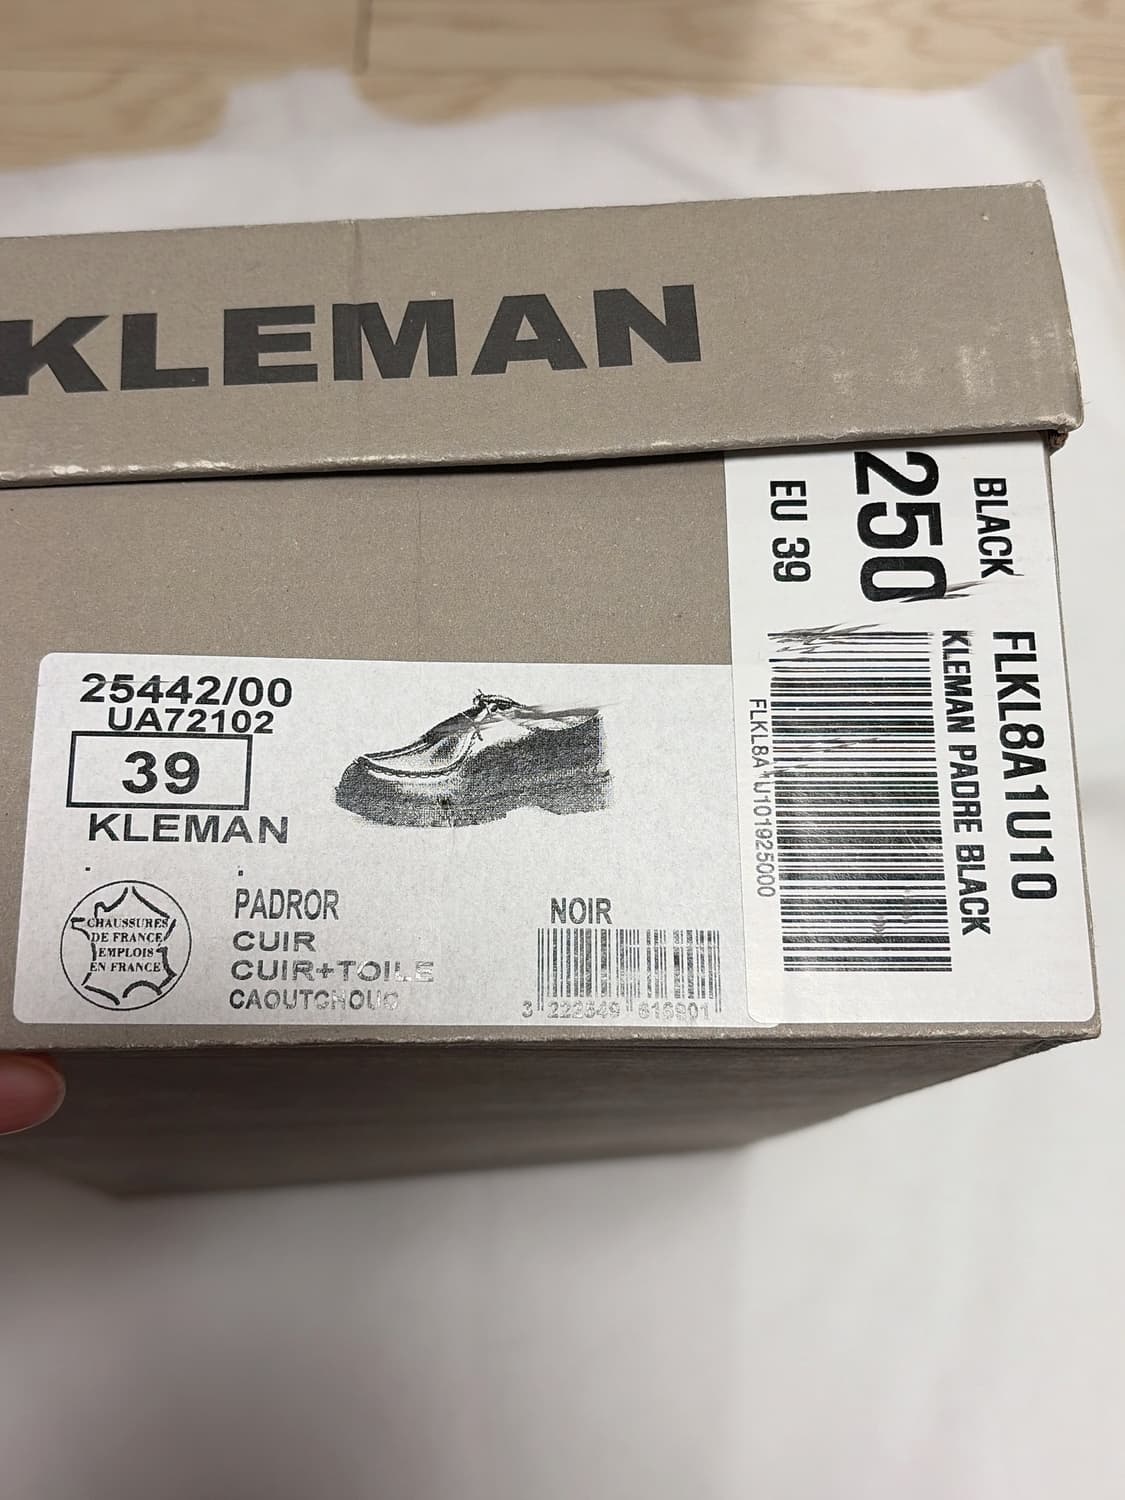 KLEMAN
25442/00
UA72102
39
KLEMAN
CHAUSSURES
DE FRANCE
EMPLOIS
EN FRANCE
PADROR
CUIR
CUIR+TOILE
CAOUTCHOUC
NOIR
3 222549 616901
BLACK
250
EU 39
FLKL8A1U10
KLEMAN PADRE BLACK
FLKL8A1U101925000